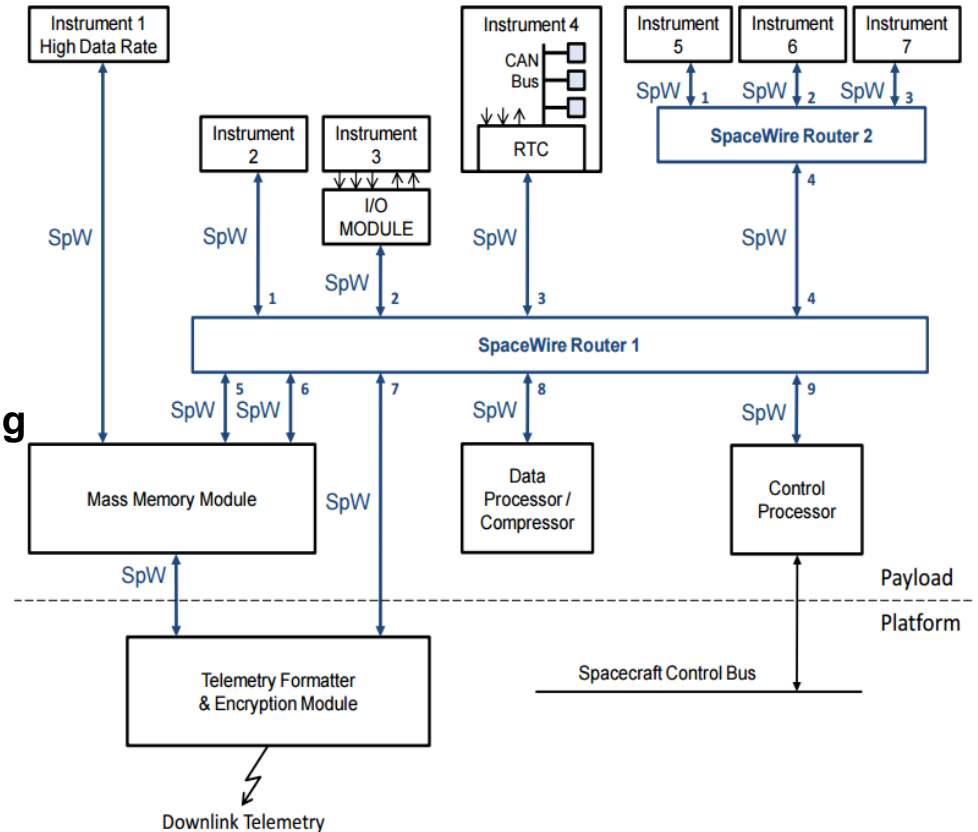 Instrument 1
High Data Rate
Instrument 4
CAN
Bus
RTC
Instrument
5
Instrument
6
Instrument
7
SpW
1
SpW
2
SpW
3
SpaceWire Router 2
4
Instrument
2
Instrument
3
I/O
MODULE
SpW
SpW
SpW
SpW
SpW
1
2
3
4
SpaceWire Router 1
5
6
7
8
9
SpW
SpW
SpW
SpW
g
Mass Memory Module
SpW
Data
Processor /
Compressor
Control
Processor
SpW
Payload
Platform
Telemetry Formatter
& Encryption Module
Spacecraft Control Bus
Downlink Telemetry